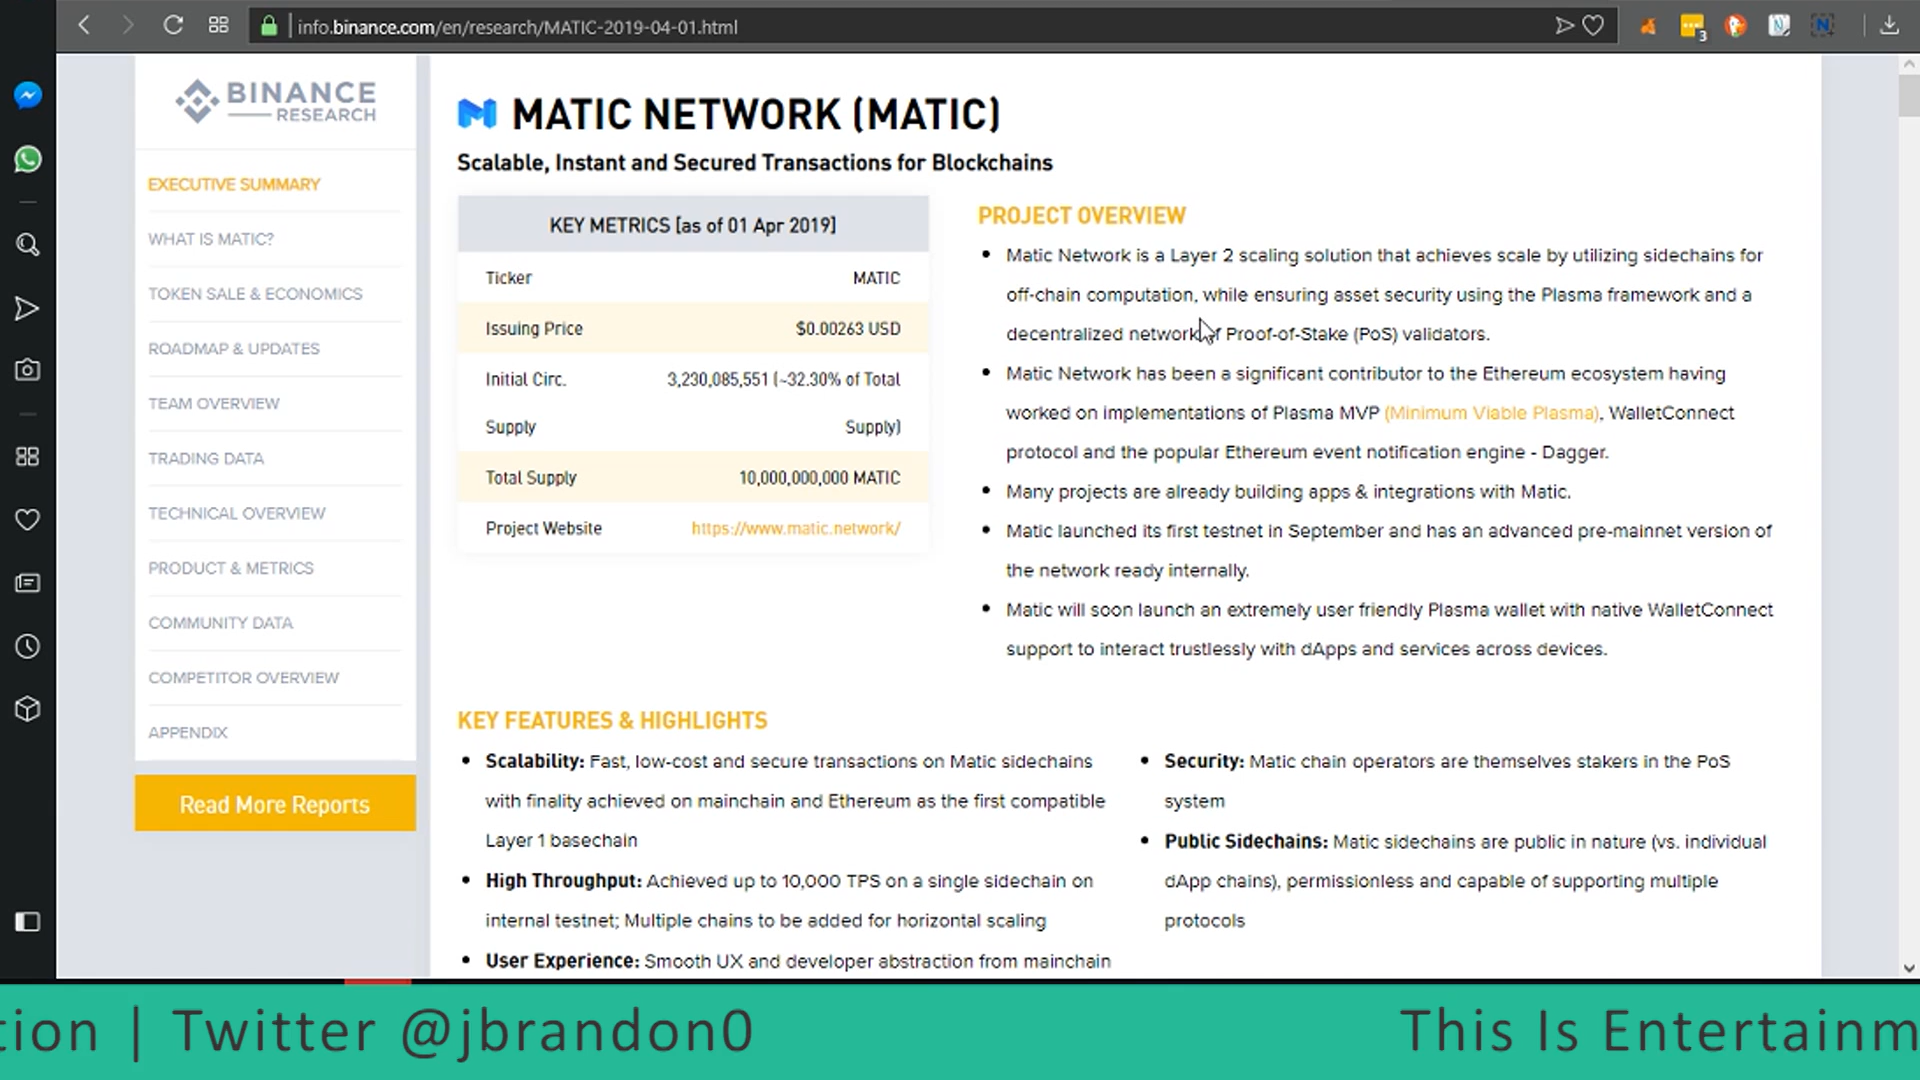 info.binance.com/en/research/MATIC-2019-04-01.html
3
BINANCE
RESEARCH
EXECUTIVE SUMMARY
WHAT IS MATIC?
TOKEN SALE & ECONOMICS
ROADMAP & UPDATES
TEAM OVERVIEW
TRADING DATA
TECHNICAL OVERVIEW
PRODUCT & METRICS
COMMUNITY DATA
COMPETITOR OVERVIEW
APPENDIX
Read More Reports
MATIC NETWORK (MATIC)
Scalable, Instant and Secured Transactions for Blockchains
KEY METRICS [as of 01 Apr 2019]
Ticker MATIC
Issuing Price $0.00263 USD
Initial Circ. 3,230,085,551 (~32.30% of Total
Supply Supply)
Total Supply 10,000,000,000 MATIC
Project Website https://www.matic.network/
PROJECT OVERVIEW
• Matic Network is a Layer 2 scaling solution that achieves scale by utilizing sidechains for
off-chain computation, while ensuring asset security using the Plasma framework and a
decentralized network of Proof-of-Stake (PoS) validators.
• Matic Network has been a significant contributor to the Ethereum ecosystem having
worked on implementations of Plasma MVP (Minimum Viable Plasma), WalletConnect
protocol and the popular Ethereum event notification engine - Dagger.
• Many projects are already building apps & integrations with Matic.
• Matic launched its first testnet in September and has an advanced pre-mainnet version of
the network ready internally.
• Matic will soon launch an extremely user friendly Plasma wallet with native WalletConnect
support to interact trustlessly with dApps and services across devices.
KEY FEATURES & HIGHLIGHTS
• Scalability: Fast, low-cost and secure transactions on Matic sidechains
with finality achieved on mainchain and Ethereum as the first compatible
Layer 1 basechain
• High Throughput: Achieved up to 10,000 TPS on a single sidechain on
internal testnet; Multiple chains to be added for horizontal scaling
• User Experience: Smooth UX and developer abstraction from mainchain
• Security: Matic chain operators are themselves stakers in the PoS
system
• Public Sidechains: Matic sidechains are public in nature (vs. individual
dApp chains), permissionless and capable of supporting multiple
protocols
tion | Twitter @jbrandon0 This Is Entertainm